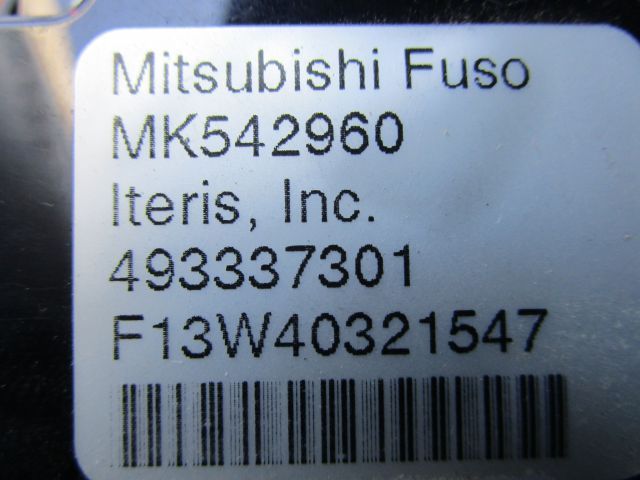 Mitsubishi Fuso
MK542960
Iteris, Inc.
493337301
F13W40321547